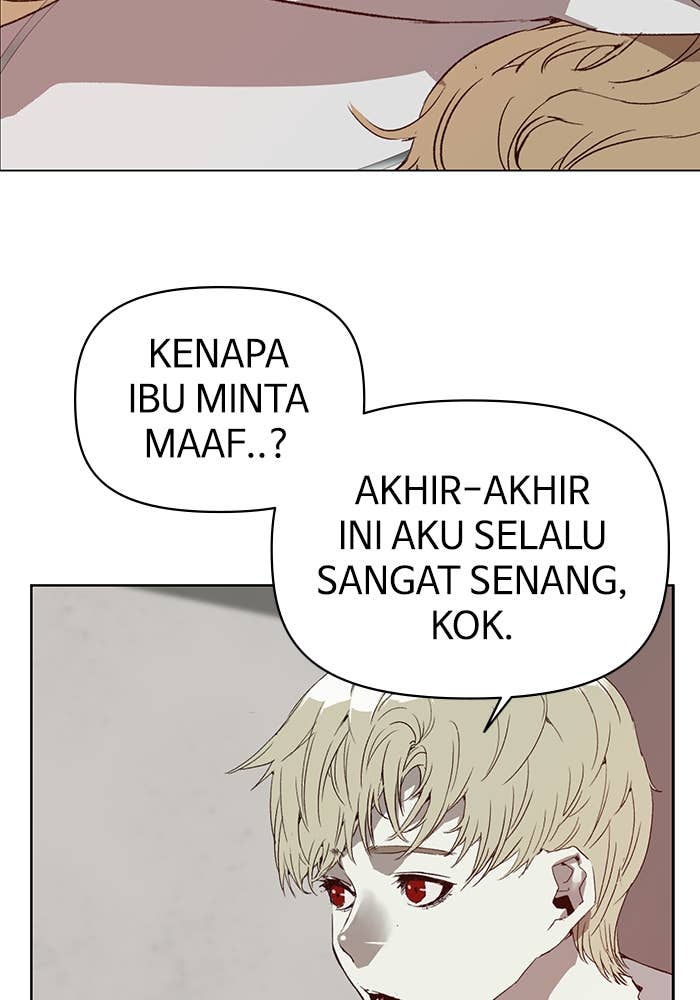 KENAPA
IBU MINTA
MAAF..?
AKHIR-AKHIR
INI AKU SELALU
SANGAT SENANG,
KOK.